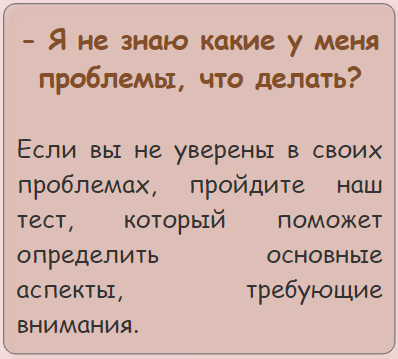 - Я не знаю какие у меня
проблемы, что делать?
Если вы не уверены в своих
проблемах, пройдите наш
тест, который поможет
определить основные
аспекты, требующие
внимания.